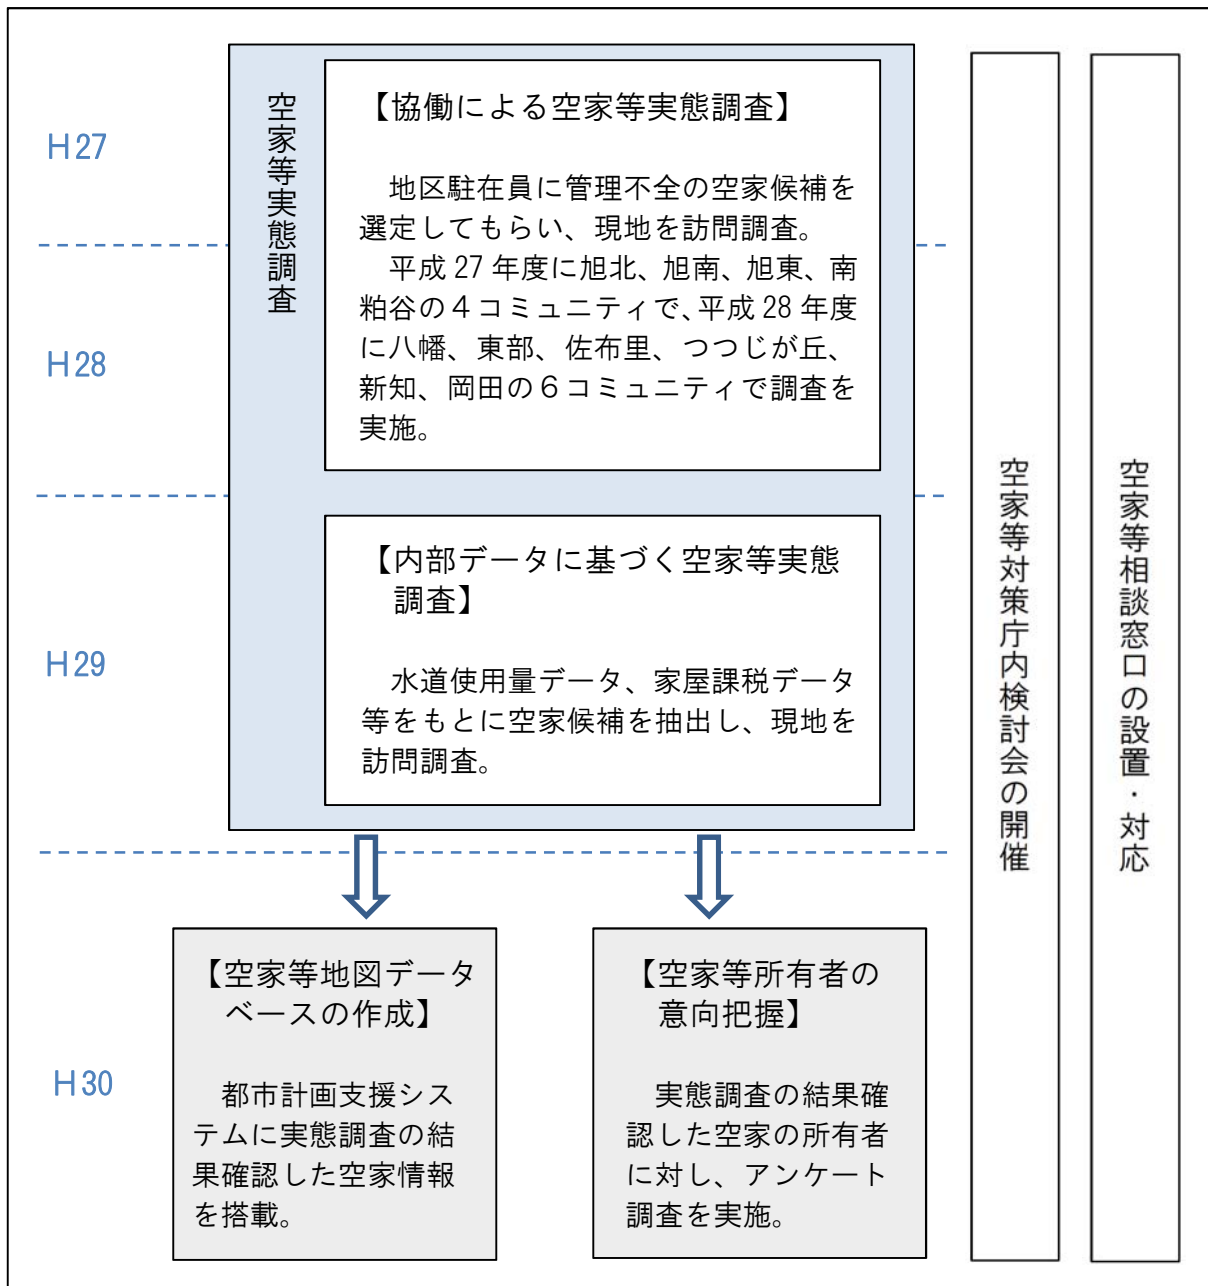 H27
H28
H29
H30
空家等実態調査
【協働による空家等実態調査】
地区駐在員に管理不全の空家候補を
選定してもらい、現地を訪問調査。
平成 27 年度に旭北、旭南、旭東、南
粕谷の４コミュニティで、平成 28 年度
に八幡、東部、佐布里、つつじが丘、
新知、岡田の６コミュニティで調査を
実施。
【内部データに基づく空家等実態
調査】
水道使用量データ、家屋課税データ
等をもとに空家候補を抽出し、現地を
訪問調査。
【空家等地図データ
ベースの作成】
都市計画支援シス
テムに実態調査の結
果確認した空家情報
を搭載。
【空家等所有者の
意向把握】
実態調査の結果確
認した空家の所有者
に対し、アンケート
調査を実施。
空家等対策庁内検討会の開催
空家等相談窓口の設置・対応